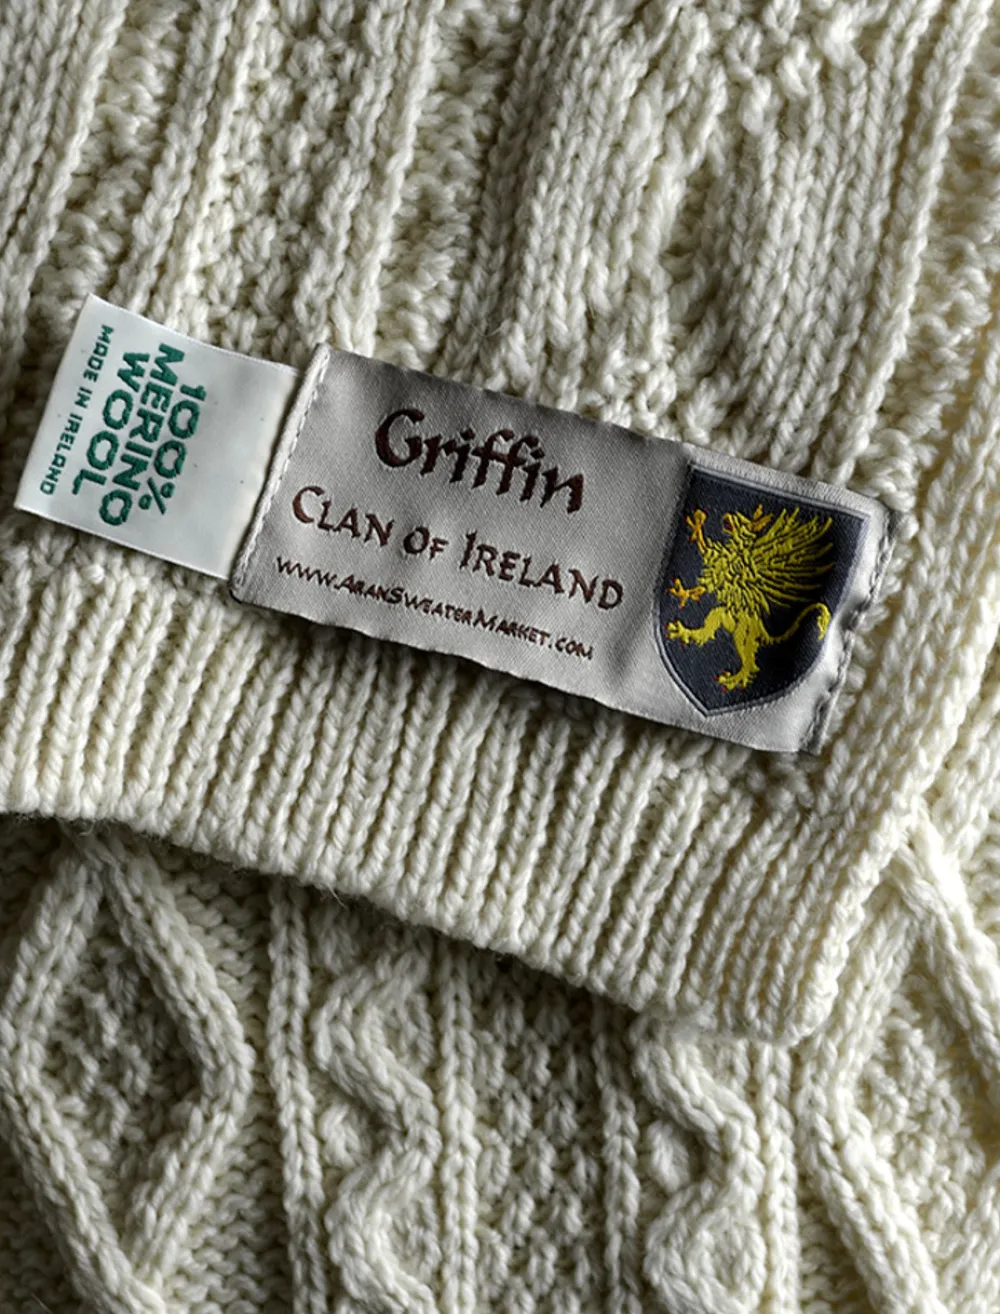 100%
MERINO
WOOL
MADE IN IRELAND
Griffin
CLAN OF IRELAND
WWW.ARANSWEATERMARKET.COM